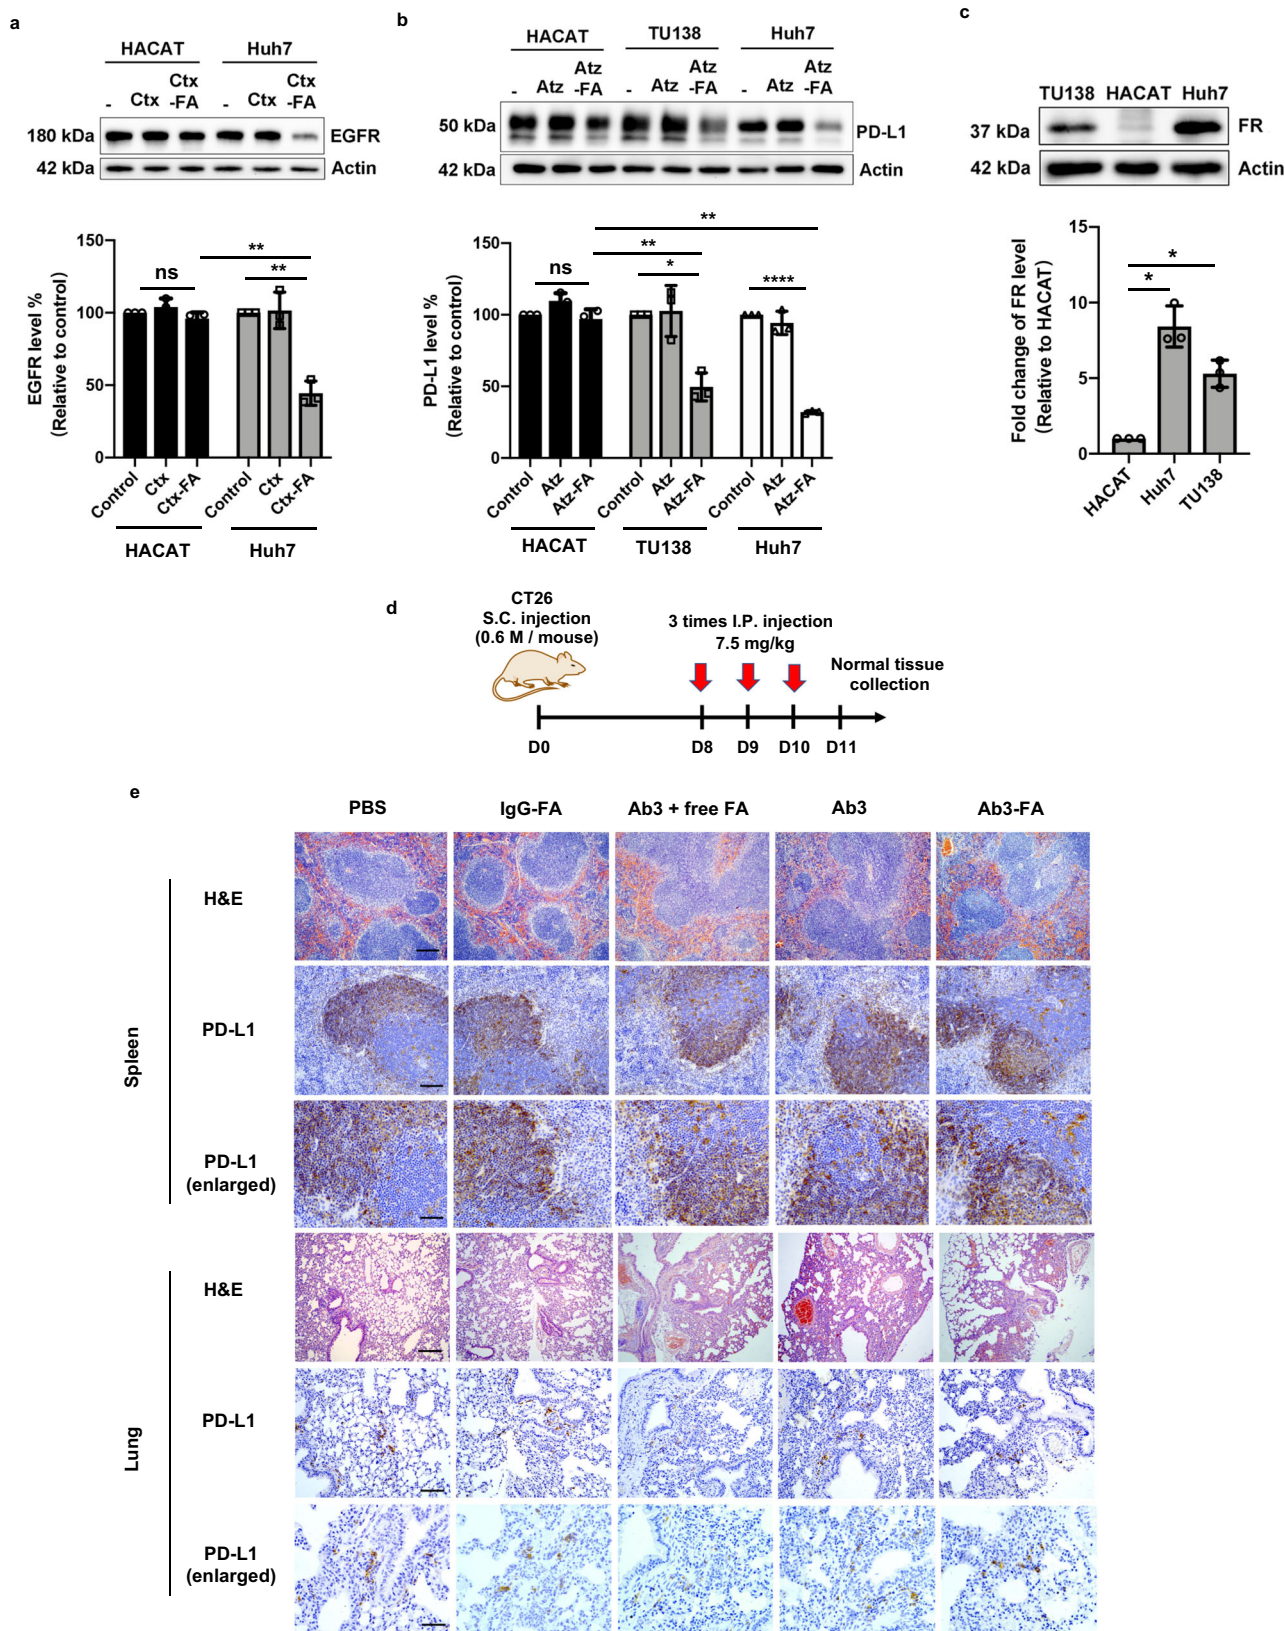 a
HACAT
Huh7
-
Ctx
Ctx
-FA
-
Ctx
Ctx
-FA
180 kDa
EGFR
42 kDa
Actin
EGFR level %
(Relative to control)
150
100
50
0
ns
**
**
Control
Ctx
Ctx-FA
Control
Ctx
Ctx-FA
HACAT
Huh7
b
HACAT
TU138
Huh7
-
Atz
Atz
-FA
-
Atz
Atz
-FA
-
Atz
Atz
-FA
50 kDa
PD-L1
42 kDa
Actin
PD-L1 level %
(Relative to control)
150
100
50
0
ns
**
**
*
****
Control
Atz
Atz-FA
Control
Atz
Atz-FA
Control
Atz
Atz-FA
HACAT
TU138
Huh7
c
TU138 HACAT Huh7
37 kDa
FR
42 kDa
Actin
Fold change of FR level
(Relative to HACAT)
15
10
5
0
*
*
HACAT
Huh7
TU138
d
CT26
S.C. injection
(0.6 M / mouse)
3 times I.P. injection
7.5 mg/kg
Normal tissue
collection
D0
D8
D9
D10
D11
e
PBS
IgG-FA
Ab3 + free FA
Ab3
Ab3-FA
Spleen
H&E
PD-L1
PD-L1
(enlarged)
Lung
H&E
PD-L1
PD-L1
(enlarged)